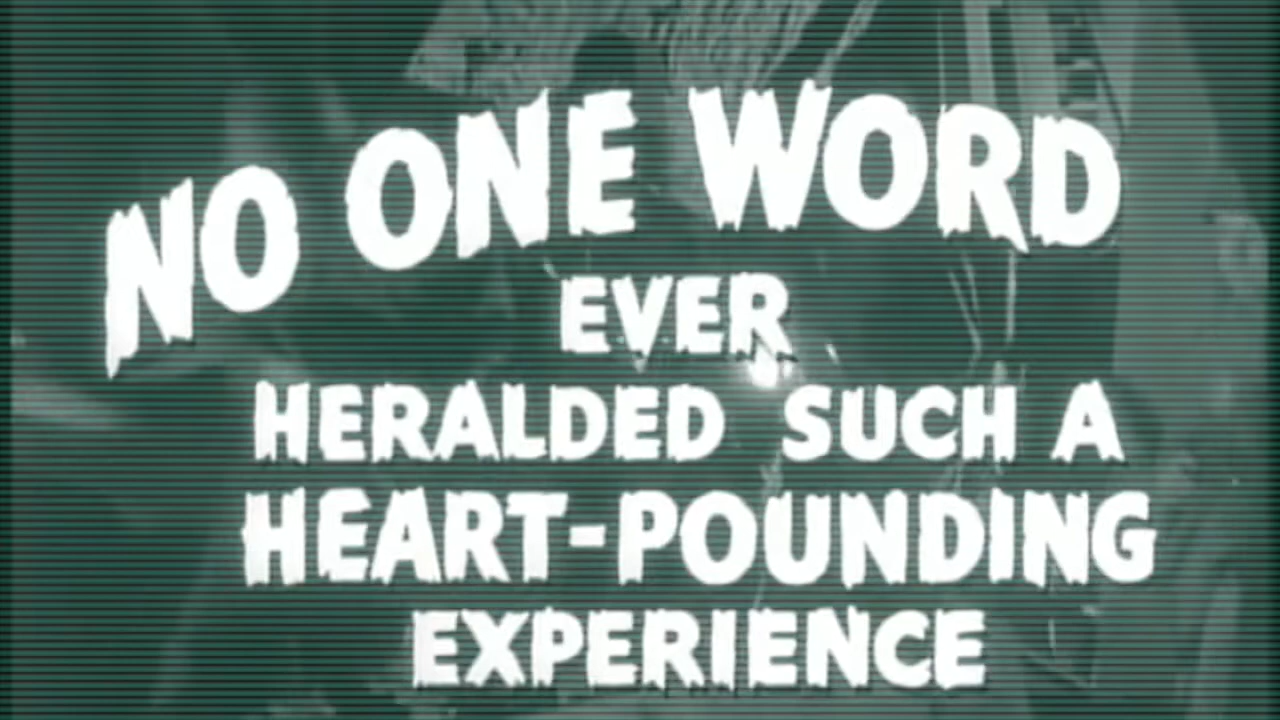 NO ONE WORD
EVER
HERALDED SUCH A
HEART-POUNDING
EXPERIENCE